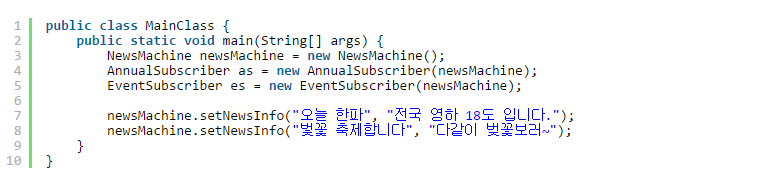 1 public class MainClass {
2 public static void main(String[] args) {
3 NewsMachine newsMachine = new NewsMachine();
4 AnnualSubscriber as = new AnnualSubscriber(newsMachine);
5 EventSubscriber es = new EventSubscriber(newsMachine);
6
7 newsMachine.setNewsInfo("오늘 한파", "전국 영하 18도 입니다.");
8 newsMachine.setNewsInfo("벛꽃 축제합니다", "다같이 벚꽃보러~");
9 }
10 }